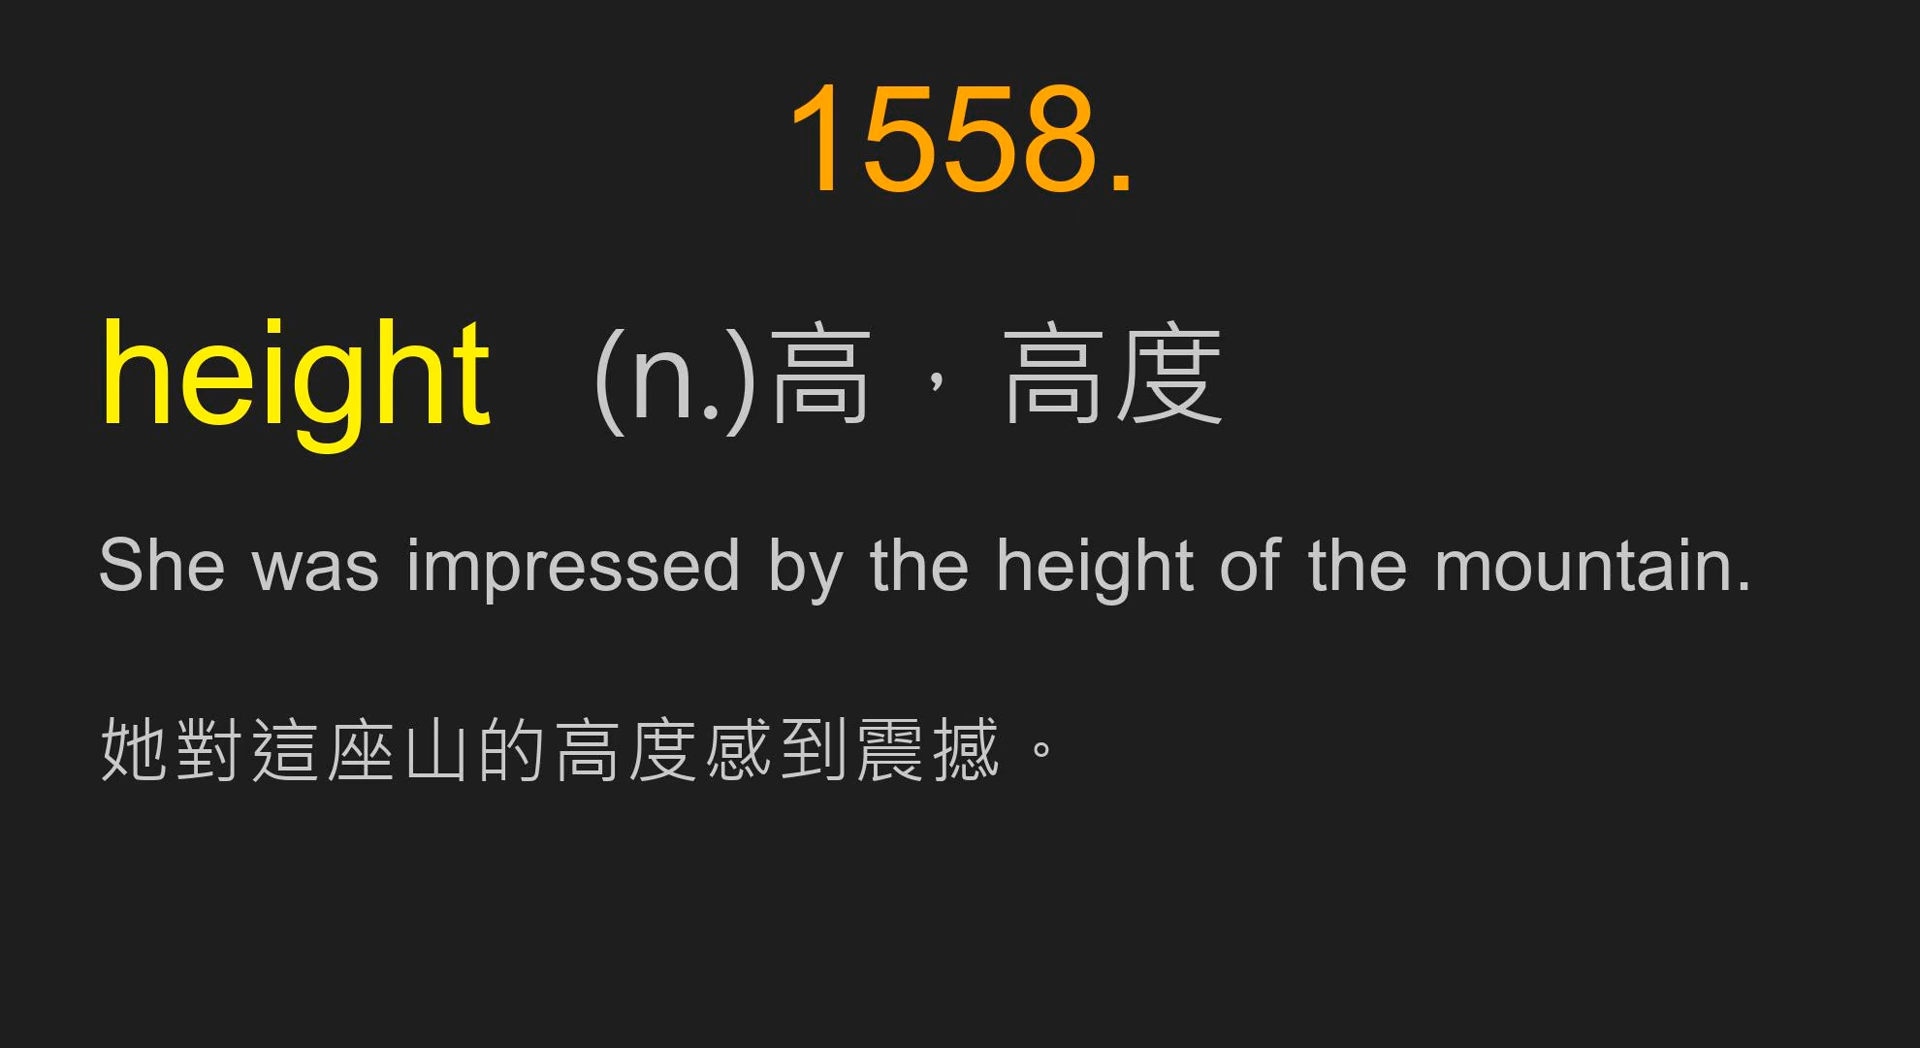 1558.
height (n.)高，高度
She was impressed by the height of the mountain.
她對這座山的高度感到震撼。